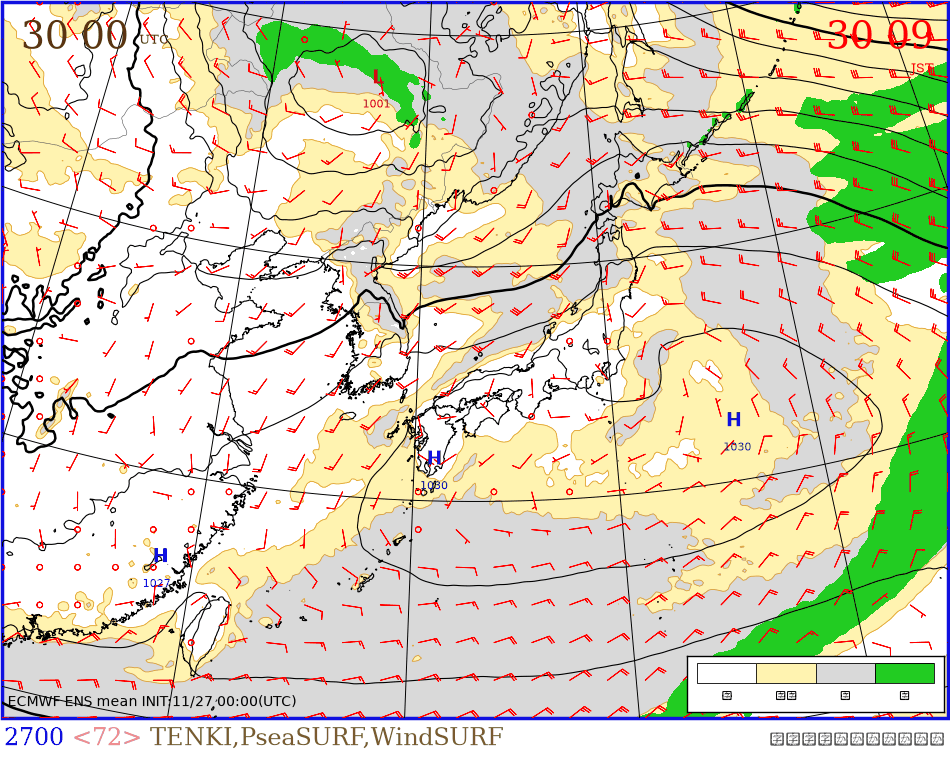 30 00 UTC
30 09
JST
L
1001
H
1030
H
1030
H
1027
ECMWF ENS mean INIT:11/27 00:00(UTC)
2700 <72> TENKI,PseaSURF,WindSURF